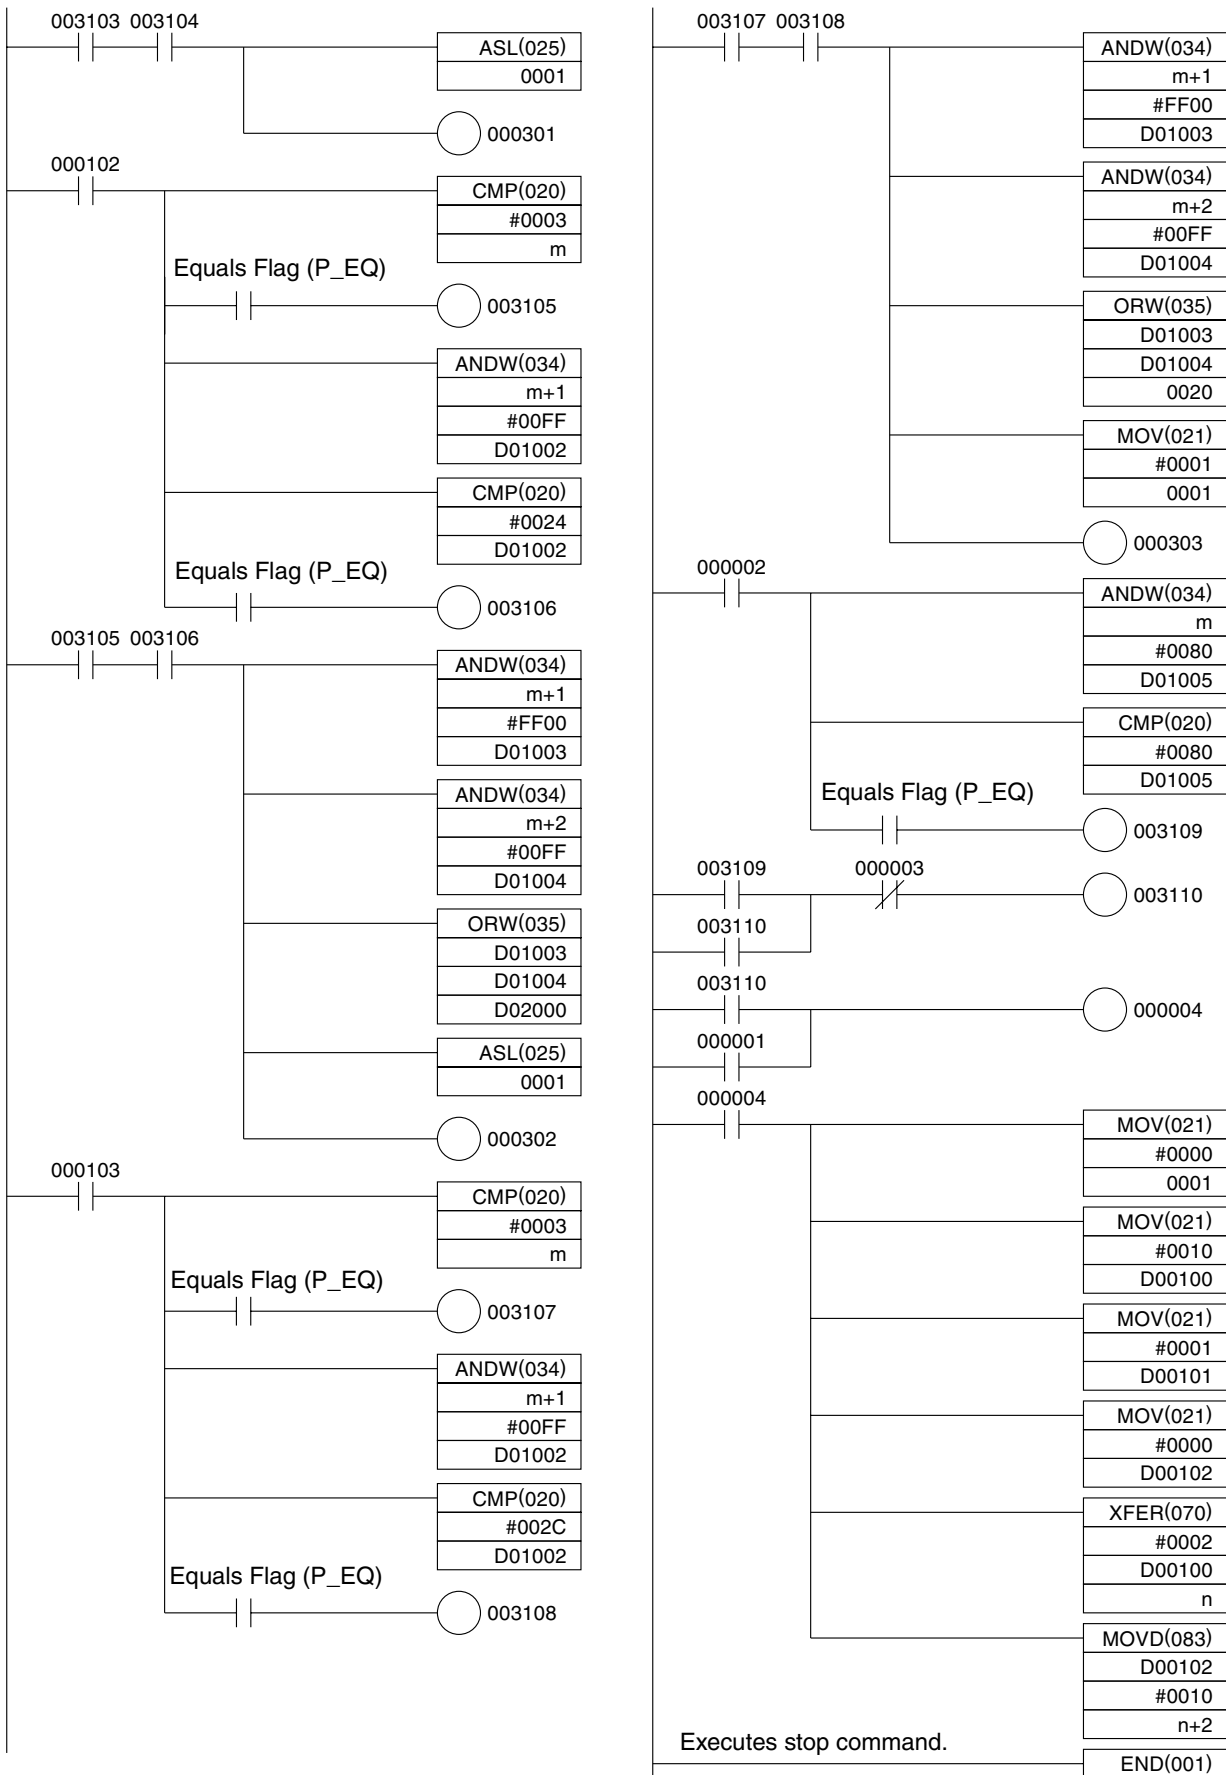 003103 003104
ASL(025)
0001
000301
000102
CMP(020)
#0003
m
Equals Flag (P_EQ)
003105
ANDW(034)
m+1
#00FF
D01002
CMP(020)
#0024
D01002
Equals Flag (P_EQ)
003106
003105 003106
ANDW(034)
m+1
#FF00
D01003
ANDW(034)
m+2
#00FF
D01004
ORW(035)
D01003
D01004
D02000
ASL(025)
0001
000302
000103
CMP(020)
#0003
m
Equals Flag (P_EQ)
003107
ANDW(034)
m+1
#00FF
D01002
CMP(020)
#002C
D01002
Equals Flag (P_EQ)
003108
003107 003108
ANDW(034)
m+1
#FF00
D01003
ANDW(034)
m+2
#00FF
D01004
ORW(035)
D01003
D01004
0020
MOV(021)
#0001
0001
000303
000002
ANDW(034)
m
#0080
D01005
CMP(020)
#0080
D01005
Equals Flag (P_EQ)
003109
003109 000003
003110
003110
003110
000004
000001
000004
MOV(021)
#0000
0001
MOV(021)
#0010
D00100
MOV(021)
#0001
D00101
MOV(021)
#0000
D00102
XFER(070)
#0002
D00100
n
MOVD(083)
D00102
#0010
n+2
Executes stop command.
END(001)